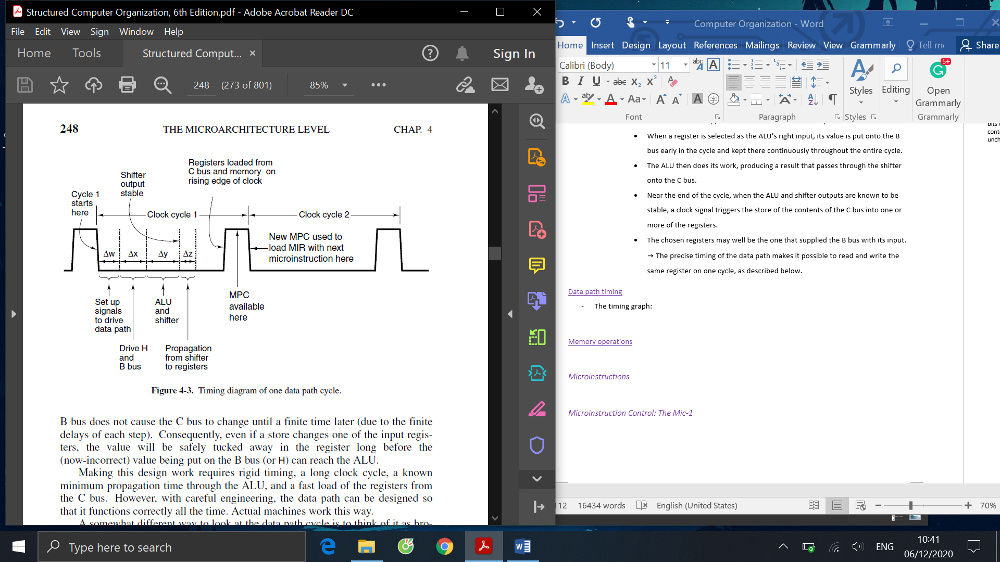 Structured Computer Organization, 6th Edition.pdf - Adobe Acrobat Reader DC
File Edit View Sign Window Help
Home Tools Structured Comput... × Sign In
248 (273 of 801) 85%
248 THE MICROARCHITECTURE LEVEL CHAP. 4
Registers loaded from
C bus and memory on
rising edge of clock
Shifter
output
stable
Cycle 1
starts
here
Clock cycle 1
Clock cycle 2
New MPC used to
load MIR with next
microinstruction here
Δw Δx Δy Δz
Set up
signals
to drive
data path
ALU
and
shifter
MPC
available
here
Drive H
and
B bus
Propagation
from shifter
to registers
Figure 4-3. Timing diagram of one data path cycle.
B bus does not cause the C bus to change until a finite time later (due to the finite
delays of each step). Consequently, even if a store changes one of the input regis-
ters, the value will be safely tucked away in the register long before the
(now-incorrect) value being put on the B bus (or H) can reach the ALU.
Making this design work requires rigid timing, a long clock cycle, a known
minimum propagation time through the ALU, and a fast load of the registers from
the C bus. However, with careful engineering, the data path can be designed so
that it functions correctly all the time. Actual machines work this way.
A somewhat different way to look at the data path cycle is to think of it as bro-
Computer Organization - Word
Home Insert Design Layout References Mailings Review View Grammarly Tell m Share
Calibri (Body) 11
Styles Editing Open
Grammarly
5+
Font Paragraph Styles Grammarly
• When a register is selected as the ALU's right input, its value is put onto the B
bus early in the cycle and kept there continuously throughout the entire cycle.
• The ALU then does its work, producing a result that passes through the shifter
onto the C bus.
• Near the end of the cycle, when the ALU and shifter outputs are known to be
stable, a clock signal triggers the store of the contents of the C bus into one or
more of the registers.
• The chosen registers may well be the one that supplied the B bus with its input.
→ The precise timing of the data path makes it possible to read and write the
same register on one cycle, as described below.
Data path timing
- The timing graph:
Memory operations
Microinstructions
Microinstruction Control: The Mic-1
cont
unch
112 16434 words English (United States) 70%
Type here to search
ENG
10:41
06/12/2020